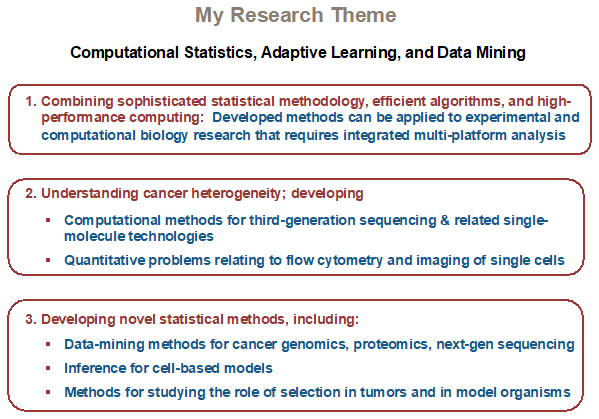 My Research Theme
Computational Statistics, Adaptive Learning, and Data Mining
1. Combining sophisticated statistical methodology, efficient algorithms, and high-
performance computing: Developed methods can be applied to experimental and
computational biology research that requires integrated multi-platform analysis
2. Understanding cancer heterogeneity; developing
▪ Computational methods for third-generation sequencing & related single-
molecule technologies
▪ Quantitative problems relating to flow cytometry and imaging of single cells
3. Developing novel statistical methods, including:
▪ Data-mining methods for cancer genomics, proteomics, next-gen sequencing
▪ Inference for cell-based models
▪ Methods for studying the role of selection in tumors and in model organisms